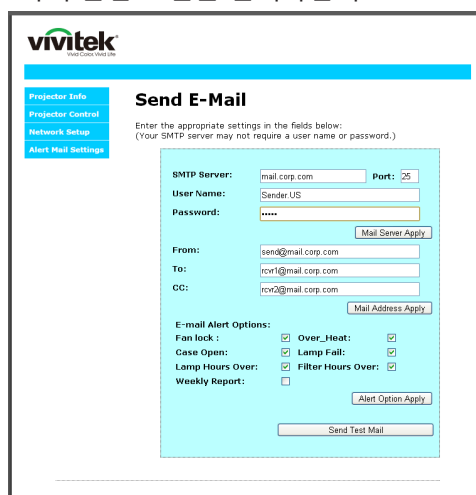 vivitek
Vivid Color, Vivid Life
Projector Info
Projector Control
Network Setup
Alert Mail Settings
Send E-Mail
Enter the appropriate settings in the fields below:
(Your SMTP server may not require a user name or password.)
SMTP Server: mail.corp.com Port: 25
User Name: Sender.US
Password: •••••
Mail Server Apply
From: send@mail.corp.com
To: rcvr1@mail.corp.com
CC: rcvr2@mail.corp.com
Mail Address Apply
E-mail Alert Options:
Fan lock : Over_Heat:
Case Open: Lamp Fail:
Lamp Hours Over: Filter Hours Over:
Weekly Report:
Alert Option Apply
Send Test Mail